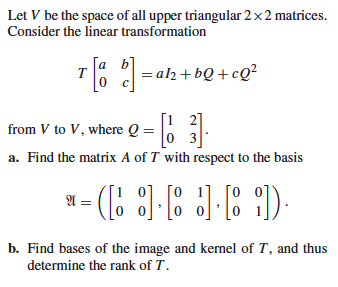 Let V be the space of all upper triangular 2×2 matrices.
Consider the linear transformation
T [a b; 0 c] = aI₂ + bQ + cQ²
from V to V, where Q = [1 2; 0 3].
a. Find the matrix A of T with respect to the basis
𝔄 = ([1 0; 0 0], [0 1; 0 0], [0 0; 0 1]).
b. Find bases of the image and kernel of T, and thus
determine the rank of T.